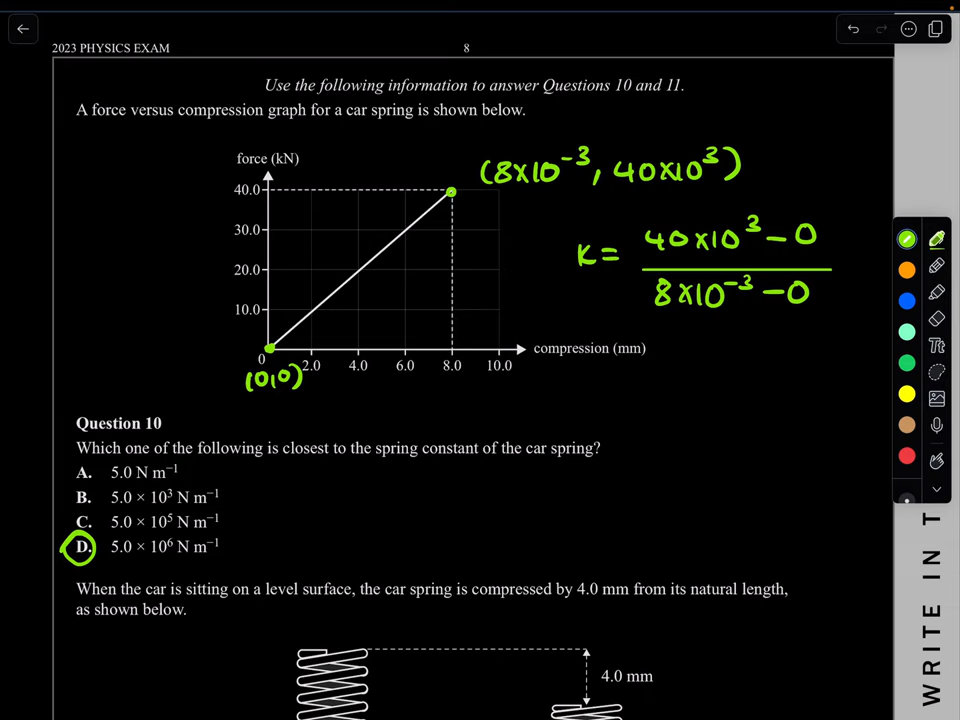 2023 PHYSICS EXAM 8
Use the following information to answer Questions 10 and 11.
A force versus compression graph for a car spring is shown below.
force (kN)
40.0
30.0
20.0
10.0
0
2.0 4.0 6.0 8.0 10.0
compression (mm)
(8×10⁻³, 40×10³)
(0,0)
K = 40×10³ − 0
8×10⁻³ − 0
Question 10
Which one of the following is closest to the spring constant of the car spring?
A. 5.0 N m⁻¹
B. 5.0 × 10³ N m⁻¹
C. 5.0 × 10⁵ N m⁻¹
D. 5.0 × 10⁶ N m⁻¹
When the car is sitting on a level surface, the car spring is compressed by 4.0 mm from its natural length,
as shown below.
4.0 mm
Tt
WRITE IN T